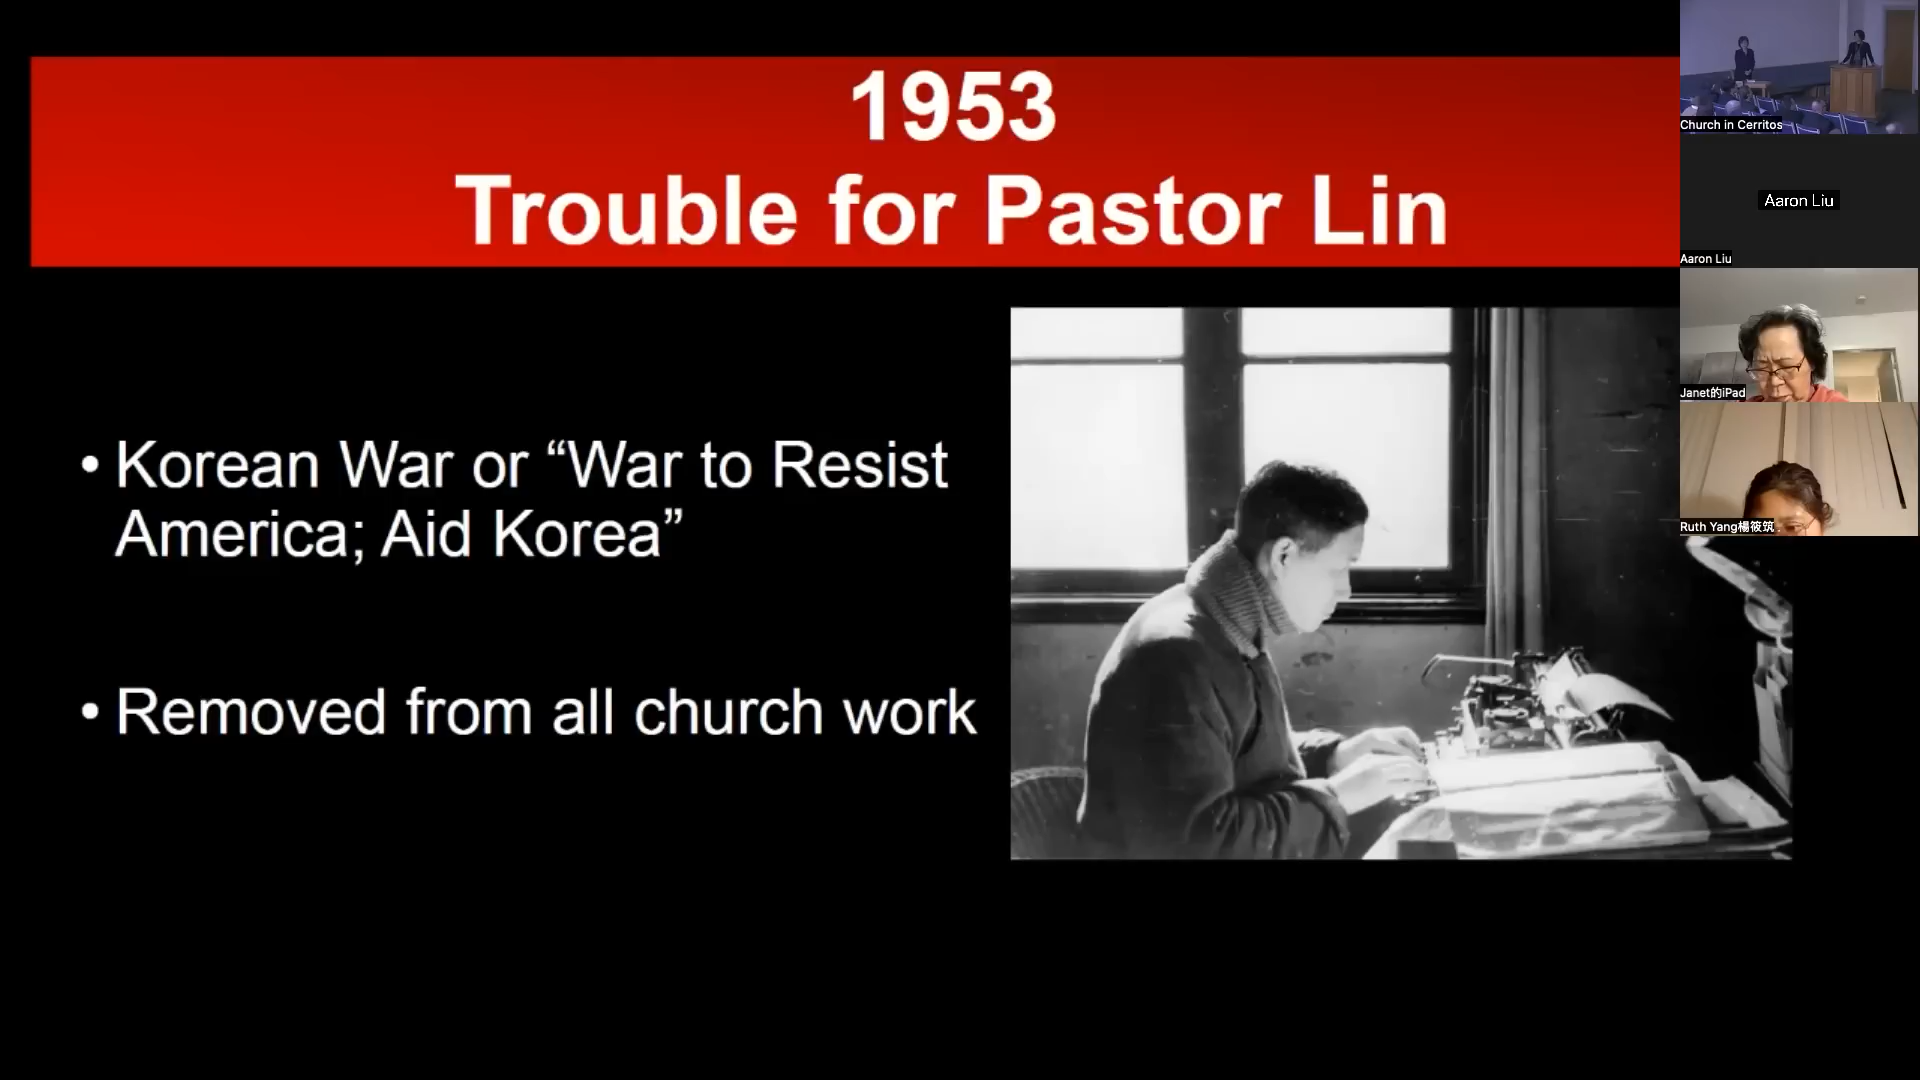 1953
Trouble for Pastor Lin
• Korean War or “War to Resist
America; Aid Korea”
• Removed from all church work
Church in Cerritos
Aaron Liu
Aaron Liu
Janet的iPad
Ruth Yang楊筱筑